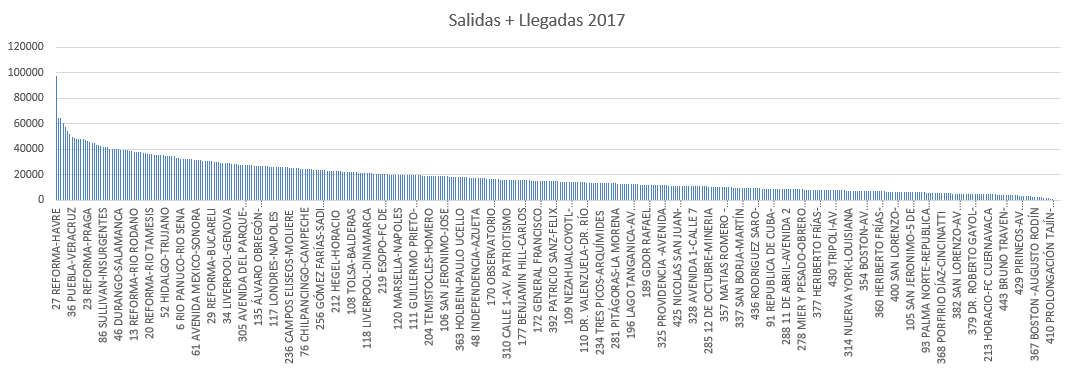 Salidas + Llegadas 2017
120000
100000
80000
60000
40000
20000
0
27 REFORMA-HAVRE
36 PUEBLA-VERACRUZ
23 REFORMA-PRAGA
86 SULLIVAN-INSURGENTES
46 DURANGO-SALAMANCA
13 REFORMA-RIO RODANO
20 REFORMA-RIO TAMESIS
52 HIDALGO-TRUJANO
6 RIO PANUCO-RIO SENA
61 AVENIDA MEXICO-SONORA
29 REFORMA-BUCARELI
34 LIVERPOOL-GENOVA
305 AVENIDA DEL PARQUE-
135 ÁLVARO OBREGÓN-
117 LONDRES-NAPOLES
236 CAMPOS ELISEOS-MOLIERE
76 CHILPANCINGO-CAMPECHE
256 GÓMEZ FARÍAS-SADI…
212 HEGEL-HORACIO
108 TOLSA-BALDERAS
118 LIVERPOOL-DINAMARCA
219 ESOPO-FC DE…
120 MARSELLA-NAPOLES
111 GUILLERMO PRIETO-
204 TEMISTOCLES-HOMERO
106 SAN JERONIMO-JOSE…
363 HOLBEIN-PAULO UCELLO
48 INDEPENDENCIA-AZUETA
170 OBSERVATORIO…
310 CALLE 1-AV. PATRIOTISMO
177 BENJAMIN HILL-CARLOS…
172 GENERAL FRANCISCO…
392 PATRICIO SANZ-FELIX…
109 NEZAHUALCOYOTL-…
110 DR. VALENZUELA-DR. RÍO…
234 TRES PICOS-ARQUÍMIDES
281 PITÁGORAS-LA MORENA
196 LAGO TANGANICA-AV.…
189 GDOR RAFAEL…
325 PROVIDENCIA -AVENIDA…
425 NICOLAS SAN JUAN-
328 AVENIDA 1-CALLE 7
285 12 DE OCTUBRE-MINERIA
357 MATIAS ROMERO -
337 SAN BORJA-MARTÍN…
436 RODRIGUEZ SARO-
91 REPUBLICA DE CUBA-
288 11 ABRIL-AVENIDA 2
278 MIER Y PESADO-OBRERO
377 HERIBERTO FRÍAS-
430 TRIPOLI-AV.…
314 NUERVA YORK-LOUISIANA
354 BOSTON-AV.…
360 HERIBERTO FRÍAS-
400 SAN LORENZO-
105 SAN JERONIMO-5 DE…
93 PALMA NORTE-REPUBLICA…
368 PORFIRIO DÍAZ-CINCINATTI
382 SAN LORENZO-AV.…
379 DR. ROBERTO GAYOL-
213 HORACIO-FC CUERNAVACA
443 BRUNO TRAVEN-
429 PIRINEOS-AV.…
367 BOSTON -AUGUSTO RODÍN
410 PROLONGACIÓN TAJÍN-